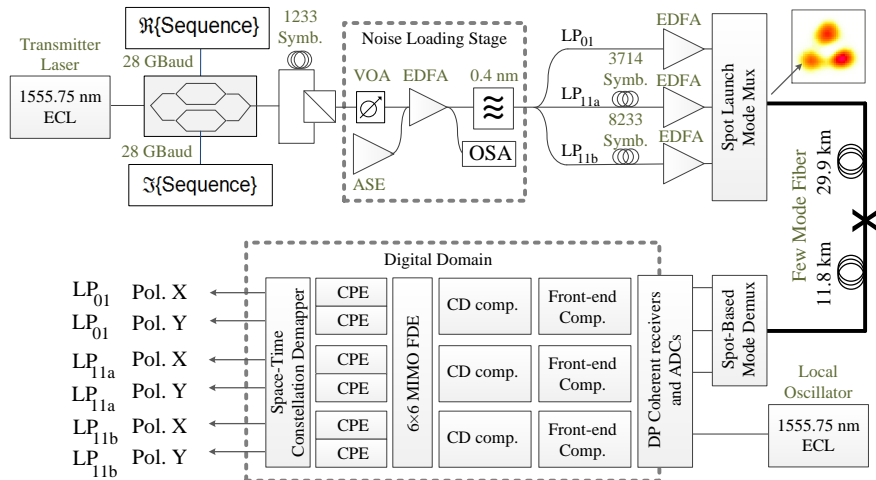 Transmitter
Laser
1555.75 nm
ECL
ℜ{Sequence}
28 GBaud
28 GBaud
ℑ{Sequence}
1233
Symb.
Noise Loading Stage
VOA
EDFA
0.4 nm
ASE
OSA
LP01
3714
Symb.
LP11a
8233
Symb.
LP11b
EDFA
EDFA
EDFA
Spot Launch
Mode Mux
Few Mode Fiber
29.9 km
11.8 km
X
Digital Domain
LP01 Pol. X
LP01 Pol. Y
LP11a Pol. X
LP11a Pol. Y
LP11b Pol. X
LP11b Pol. Y
Space-Time
Constellation Demapper
CPE
CPE
CPE
CPE
CPE
CPE
6×6 MIMO FDE
CD comp.
CD comp.
CD comp.
Front-end
Comp.
Front-end
Comp.
Front-end
Comp.
DP Coherent receivers
and ADCs
Spot-Based
Mode Demux
Local
Oscillator
1555.75 nm
ECL